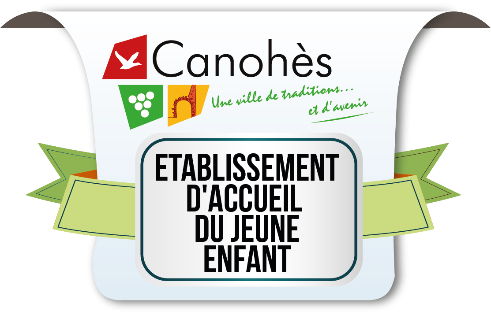 Canohès
Une ville de traditions...
et d'avenir
ETABLISSEMENT
D'ACCUEIL
DU JEUNE
ENFANT